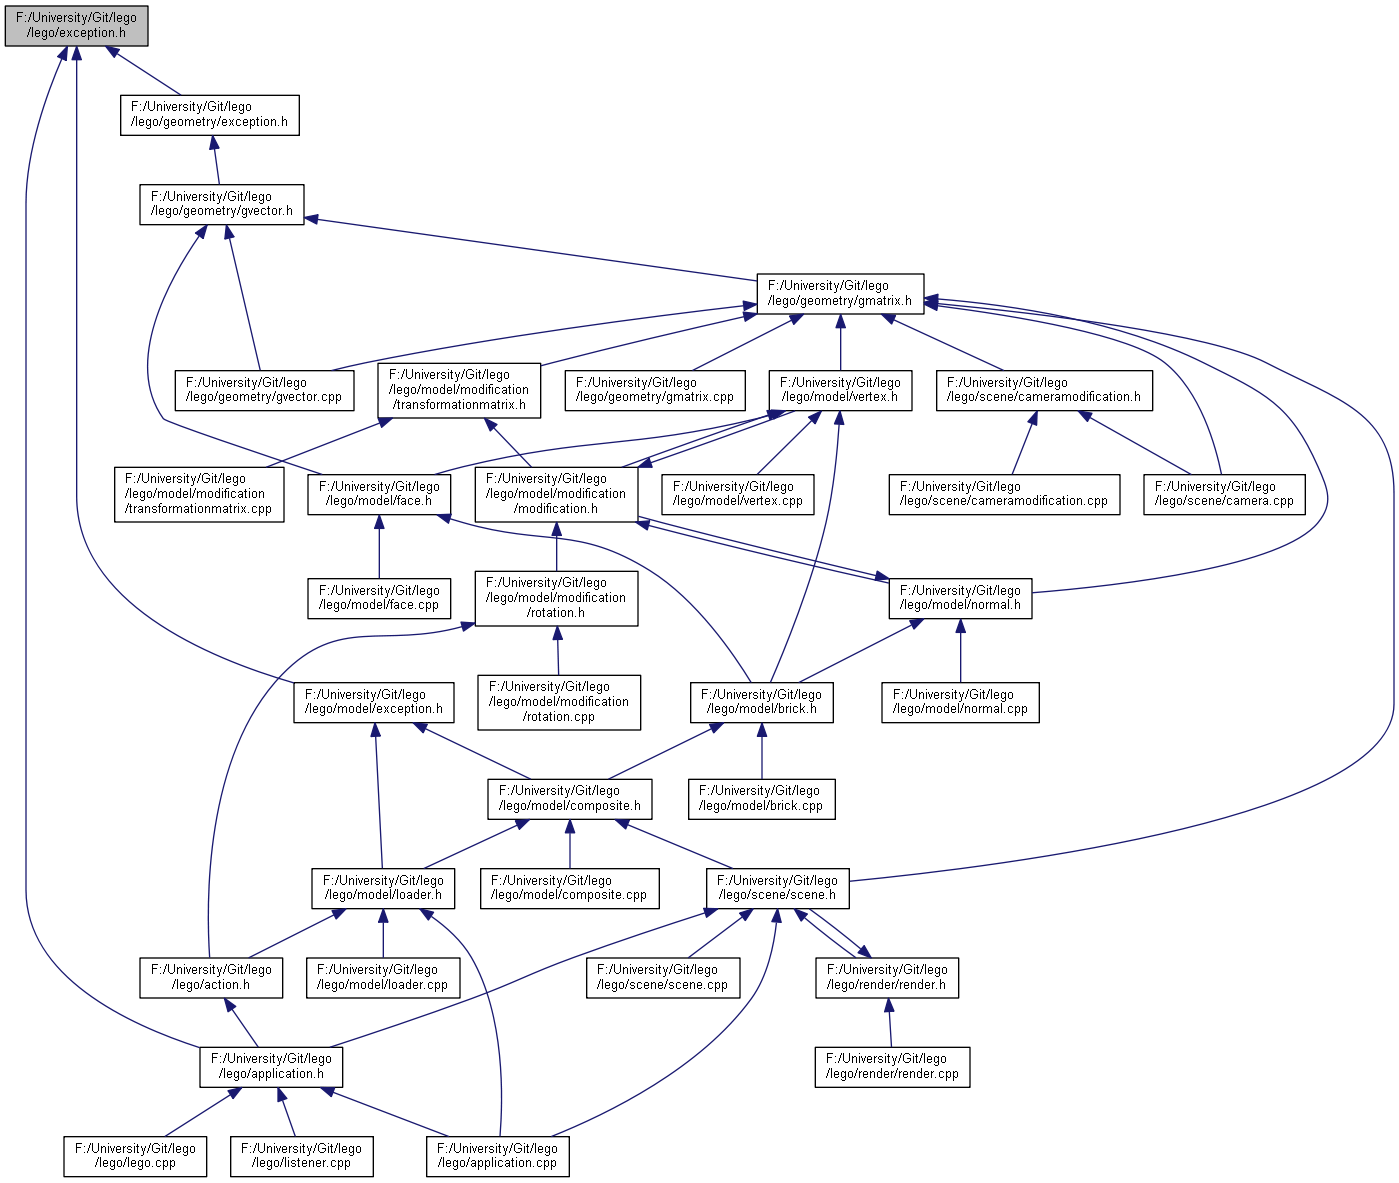 F:/University/Git/lego
/lego/exception.h
F:/University/Git/lego
/lego/geometry/exception.h
F:/University/Git/lego
/lego/geometry/gvector.h
F:/University/Git/lego
/lego/geometry/gmatrix.h
F:/University/Git/lego
/lego/geometry/gvector.cpp
F:/University/Git/lego
/lego/model/modification
/transformationmatrix.h
F:/University/Git/lego
/lego/geometry/gmatrix.cpp
F:/University/Git/lego
/lego/model/vertex.h
F:/University/Git/lego
/lego/scene/cameramodification.h
F:/University/Git/lego
/lego/model/modification
/transformationmatrix.cpp
F:/University/Git/lego
/lego/model/face.h
F:/University/Git/lego
/lego/model/modification
/modification.h
F:/University/Git/lego
/lego/model/vertex.cpp
F:/University/Git/lego
/lego/scene/cameramodification.cpp
F:/University/Git/lego
/lego/scene/camera.cpp
F:/University/Git/lego
/lego/model/face.cpp
F:/University/Git/lego
/lego/model/modification
/rotation.h
F:/University/Git/lego
/lego/model/normal.h
F:/University/Git/lego
/lego/model/exception.h
F:/University/Git/lego
/lego/model/modification
/rotation.cpp
F:/University/Git/lego
/lego/model/brick.h
F:/University/Git/lego
/lego/model/normal.cpp
F:/University/Git/lego
/lego/model/composite.h
F:/University/Git/lego
/lego/model/brick.cpp
F:/University/Git/lego
/lego/model/loader.h
F:/University/Git/lego
/lego/model/composite.cpp
F:/University/Git/lego
/lego/scene/scene.h
F:/University/Git/lego
/lego/action.h
F:/University/Git/lego
/lego/model/loader.cpp
F:/University/Git/lego
/lego/scene/scene.cpp
F:/University/Git/lego
/lego/render/render.h
F:/University/Git/lego
/lego/application.h
F:/University/Git/lego
/lego/render/render.cpp
F:/University/Git/lego
/lego/lego.cpp
F:/University/Git/lego
/lego/listener.cpp
F:/University/Git/lego
/lego/application.cpp